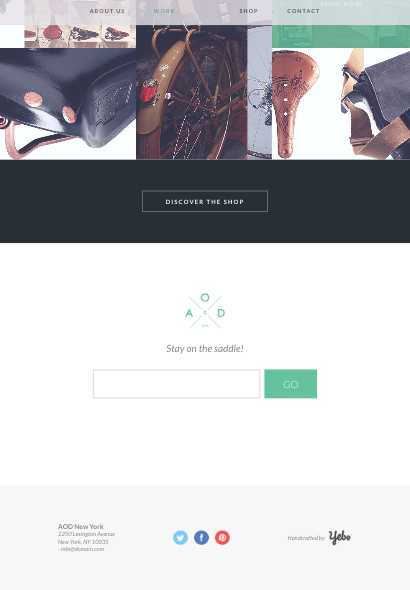 SHOP NOW
ABOUT US WORK SHOP CONTACT
DISCOVER THE SHOP
O
A D
Stay on the saddle!
GO
AOD New York
2250 Lexington Avenue
New York, NY 10035
- info@domain.com
Handcrafted by Yebo